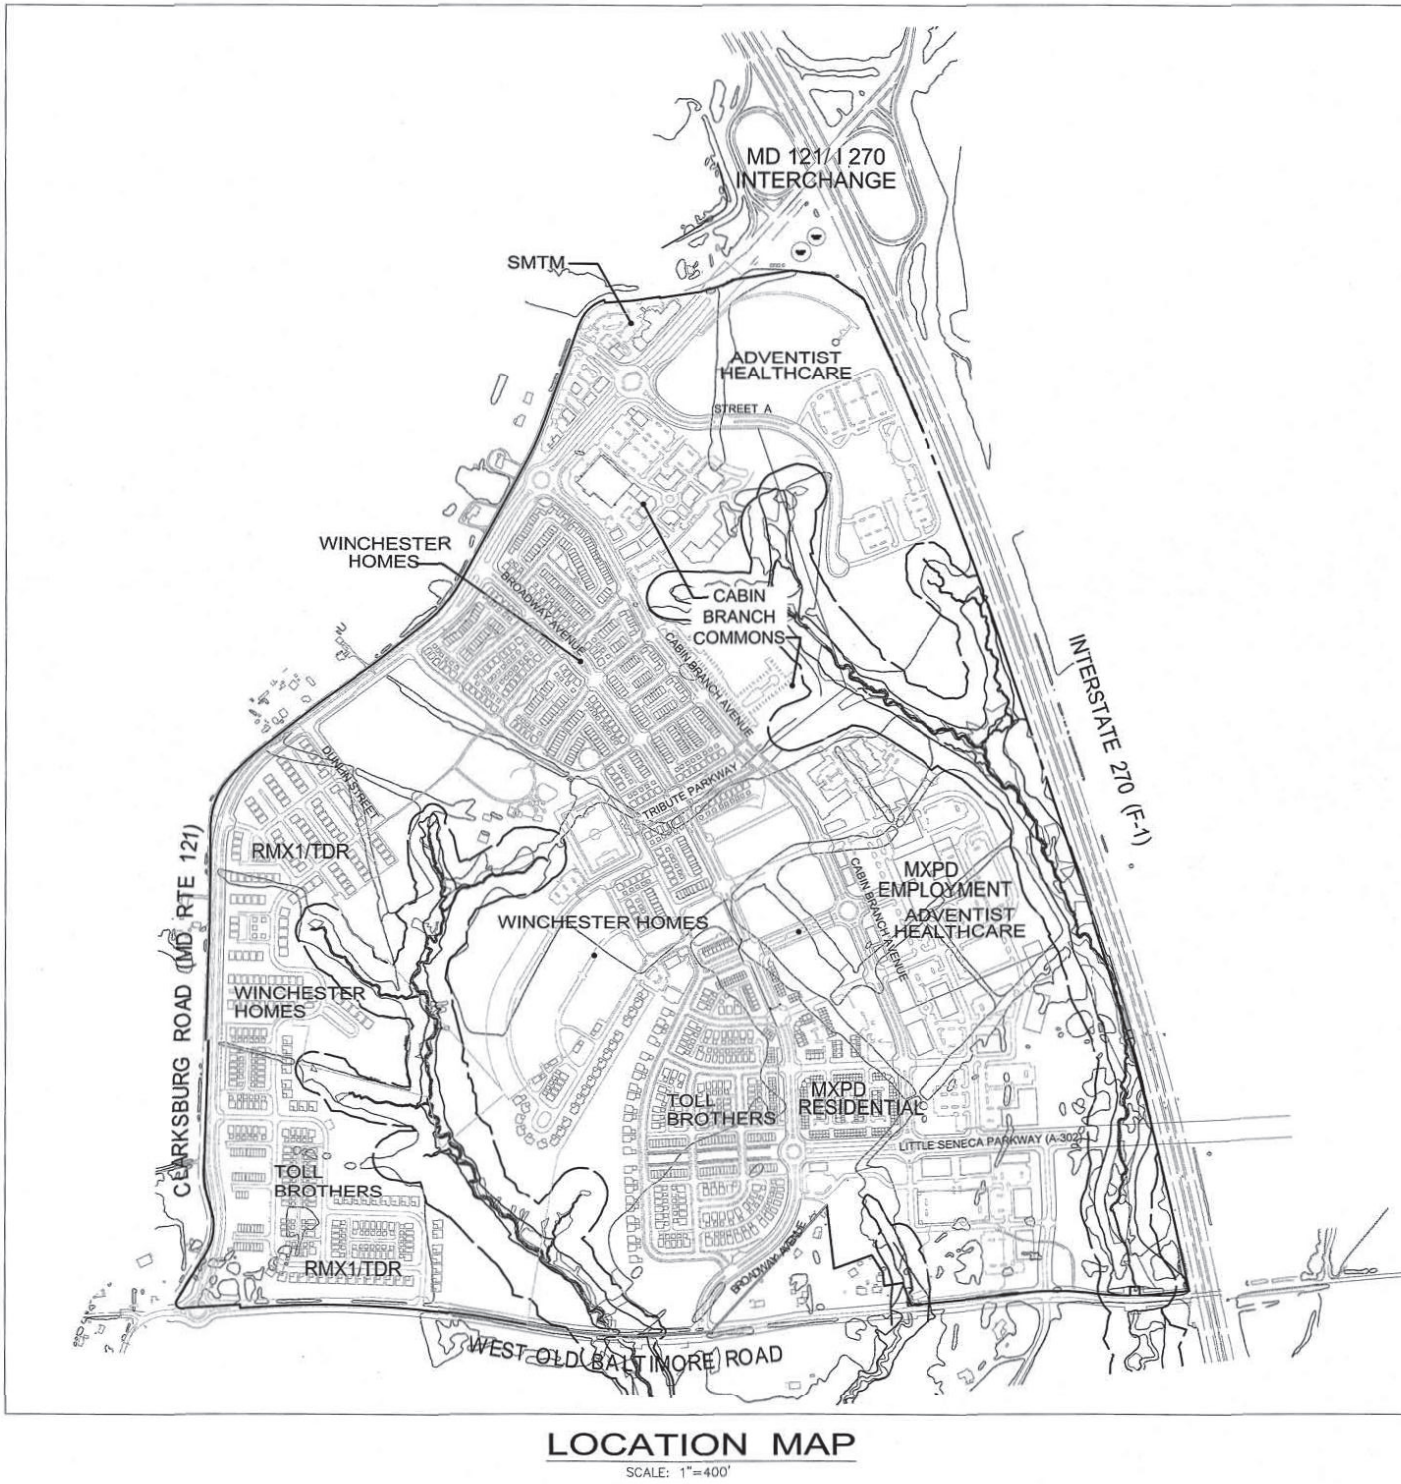 MD 121/I 270
INTERCHANGE
SMTM
ADVENTIST
HEALTHCARE
STREET A
WINCHESTER
HOMES
BROADWAY AVENUE
CABIN
BRANCH
COMMONS
CABIN BRANCH AVENUE
INTERSTATE 270 (F-1)
DUNLIN STREET
TRIBUTE PARKWAY
RMX1/TDR
CLARKSBURG ROAD (MD RTE 121)
MXPD
EMPLOYMENT
CABIN BRANCH AVENUE
ADVENTIST
HEALTHCARE
WINCHESTER HOMES
WINCHESTER
HOMES
TOLL
BROTHERS
MXPD
RESIDENTIAL
LITTLE SENECA PARKWAY (A-302)
TOLL
BROTHERS
BROADWAY AVENUE
RMX1/TDR
WEST OLD BALTIMORE ROAD
LOCATION MAP
SCALE: 1"=400'